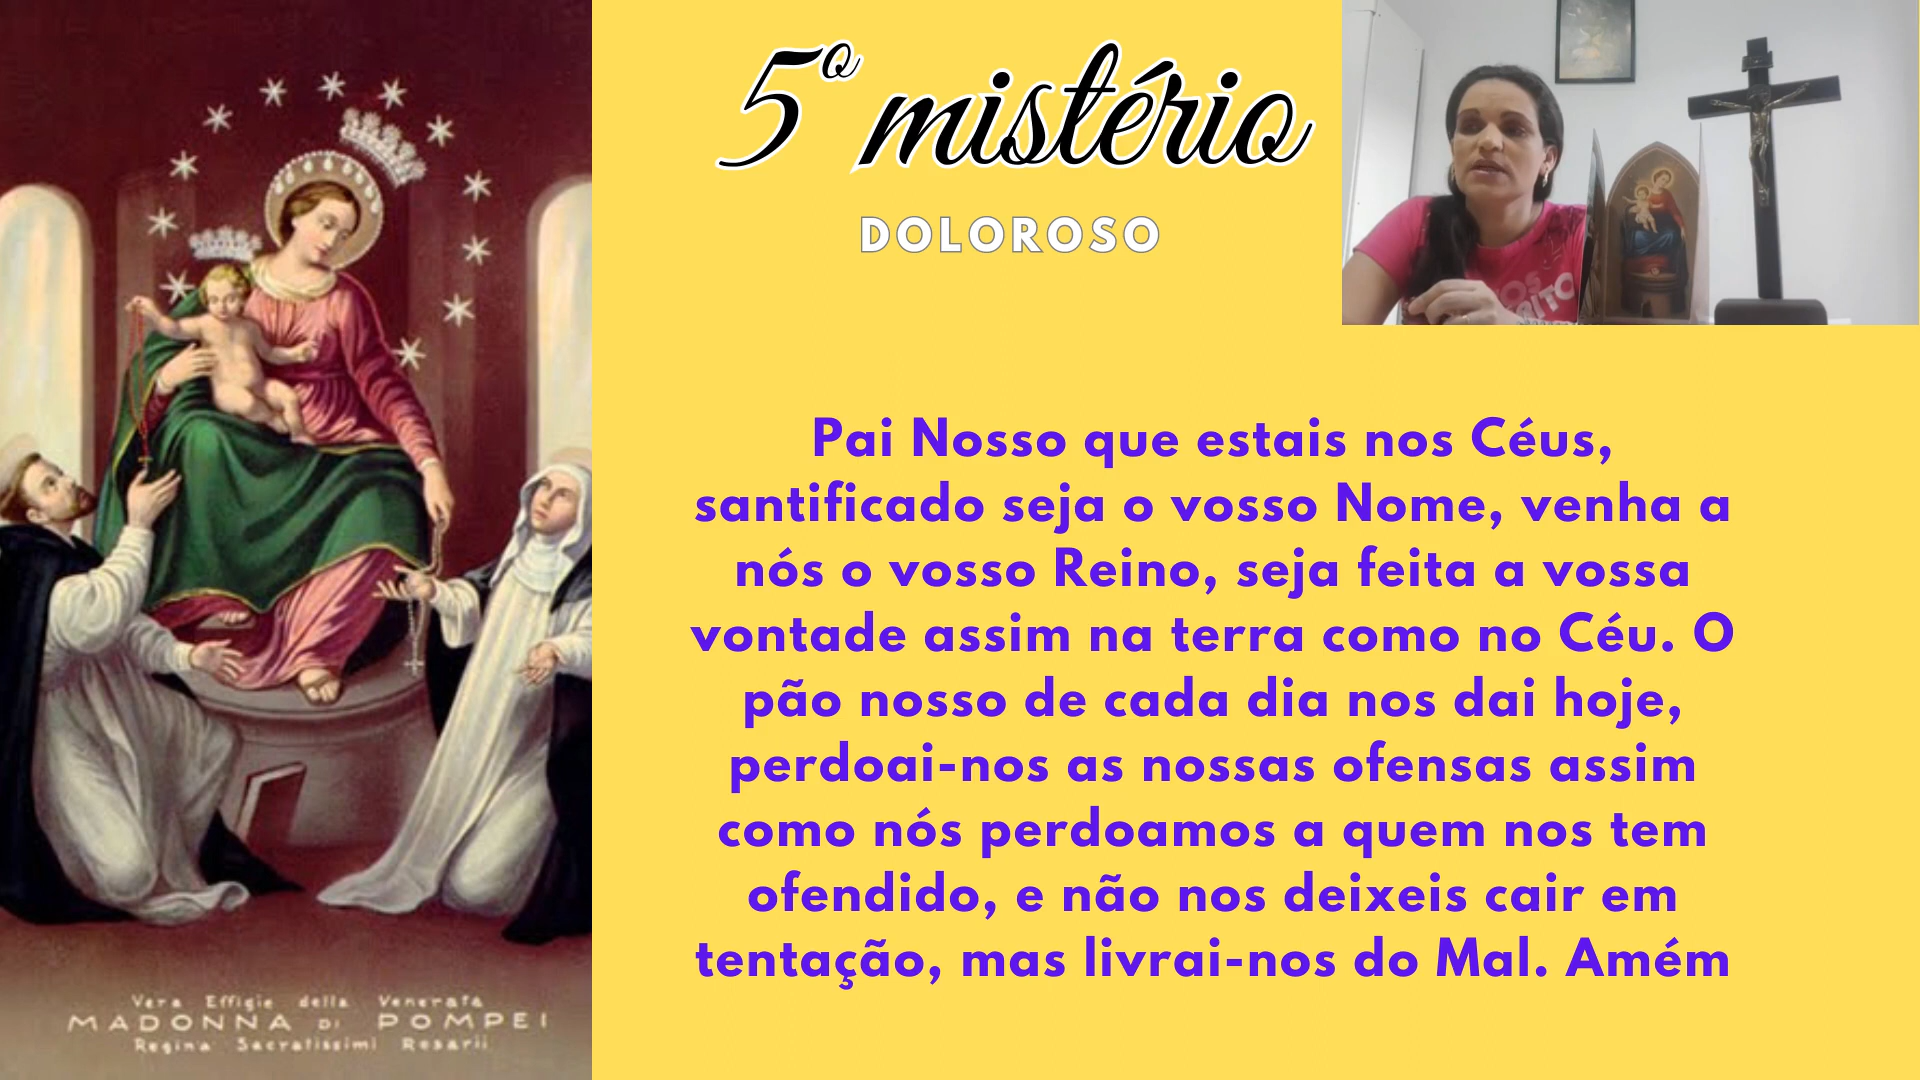 5º mistério
DOLOROSO
Pai Nosso que estais nos Céus,
santificado seja o vosso Nome, venha a
nós o vosso Reino, seja feita a vossa
vontade assim na terra como no Céu. O
pão nosso de cada dia nos dai hoje,
perdoai-nos as nossas ofensas assim
como nós perdoamos a quem nos tem
ofendido, e não nos deixeis cair em
tentação, mas livrai-nos do Mal. Amém
Vera Effigie della Venerata
MADONNA DI POMPEI
Regina Sacratissimi Rosarii